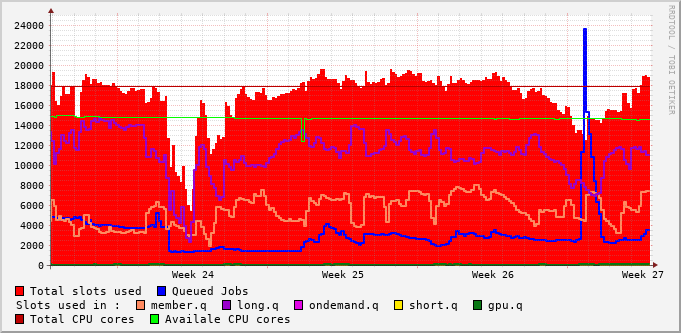 24000
22000
20000
18000
16000
14000
12000
10000
8000
6000
4000
2000
0
Week 24 Week 25 Week 26 Week 27
Total slots used Queued Jobs
Slots used in : member.q long.q ondemand.q short.q gpu.q
Total CPU cores Availale CPU cores
RRDTOOL / TOBI OETIKER